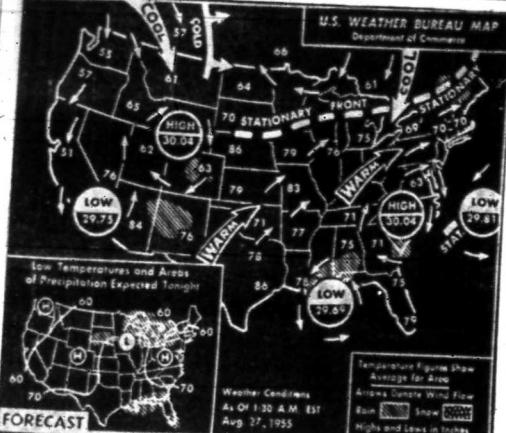 U.S. WEATHER BUREAU MAP
Department of Commerce
COOL
57
COLD
66
COOL
61
55
57
61
64
65
70
STATIONARY
FRONT
STATIONARY
HIGH
30.04
86
79
76
75
69
70-70
51
62
63
76
79
83
WARM
63
LOW
29.75
84
76
WARM
71
71
HIGH
30.04
LOW
29.81
STAT
77
75
71
78
86
78
75
79
LOW
29.69
Low Temperatures and Areas
of Precipitation Expected Tonight
60
60
60
H
H
L
H
60
70
70
FORECAST
Weather Conditions
As Of 1:30 A.M. EST
Aug. 27, 1955
Temperature Figures Show
Average for Area
Arrows Denote Wind Flow
Rain
Snow
Highs and Lows in Inches